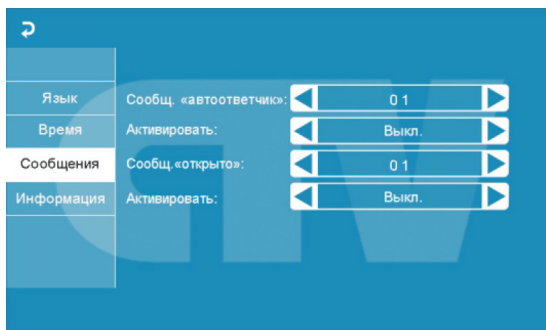 Язык
Время
Сообщения
Информация
Сообщ. «автоответчик»: 0 1
Активировать: Выкл.
Сообщ.«открыто»: 0 1
Активировать: Выкл.